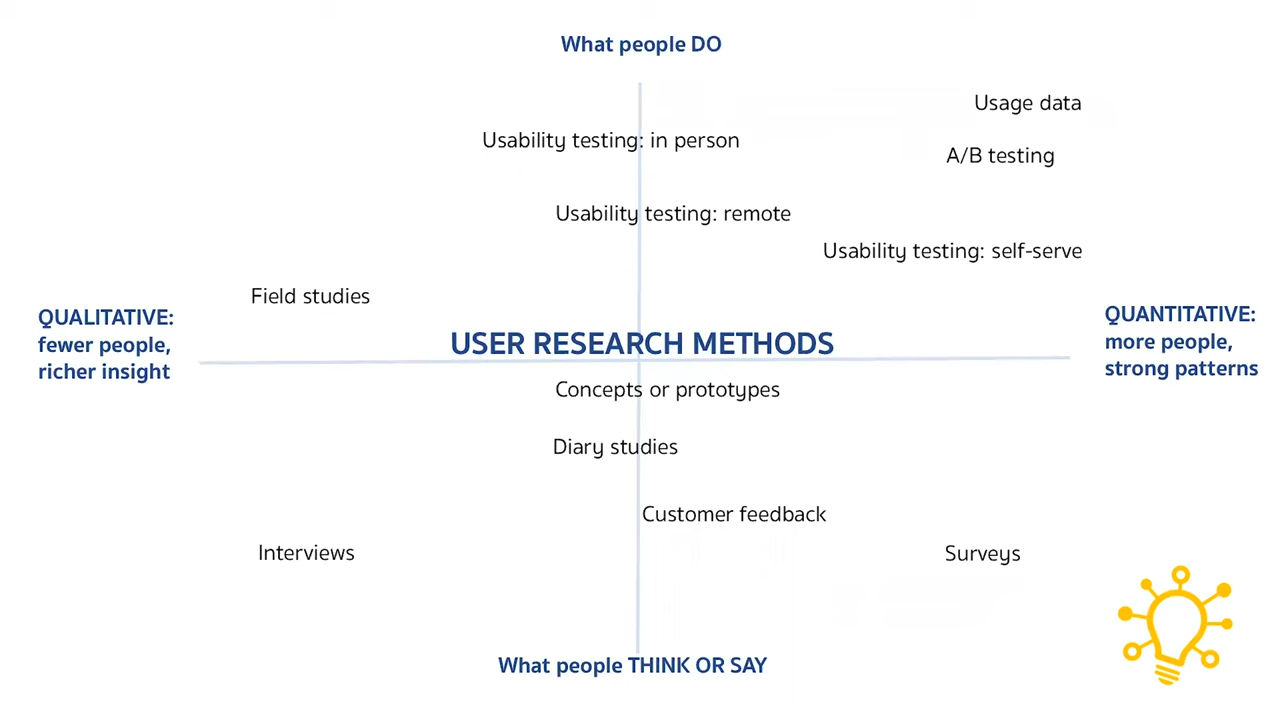 What people DO
Usage data
Usability testing: in person
A/B testing
Usability testing: remote
Usability testing: self-serve
Field studies
QUALITATIVE:
fewer people,
richer insight
USER RESEARCH METHODS
QUANTITATIVE:
more people,
strong patterns
Concepts or prototypes
Diary studies
Customer feedback
Interviews
Surveys
What people THINK OR SAY